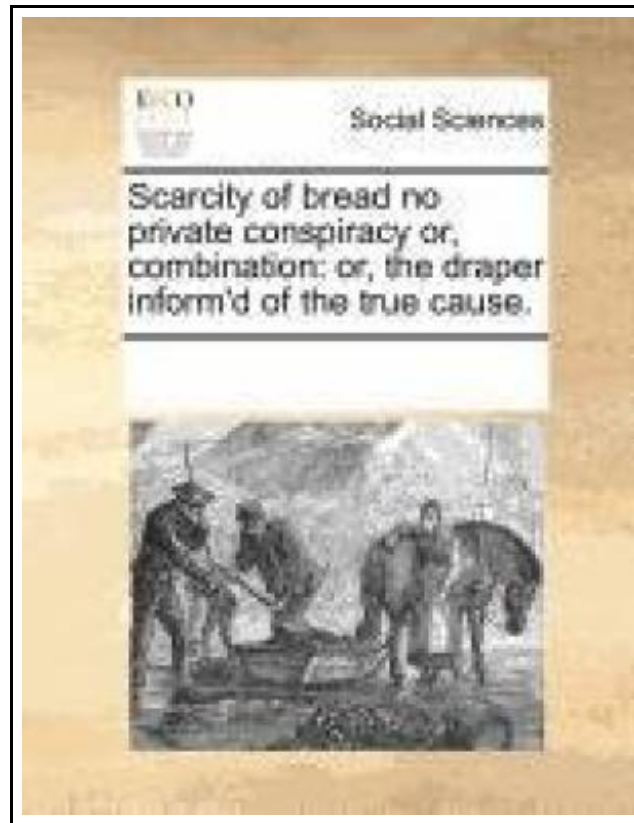 Social Sciences
Scarcity of bread no
private conspiracy or,
combination: or, the draper
inform'd of the true cause.